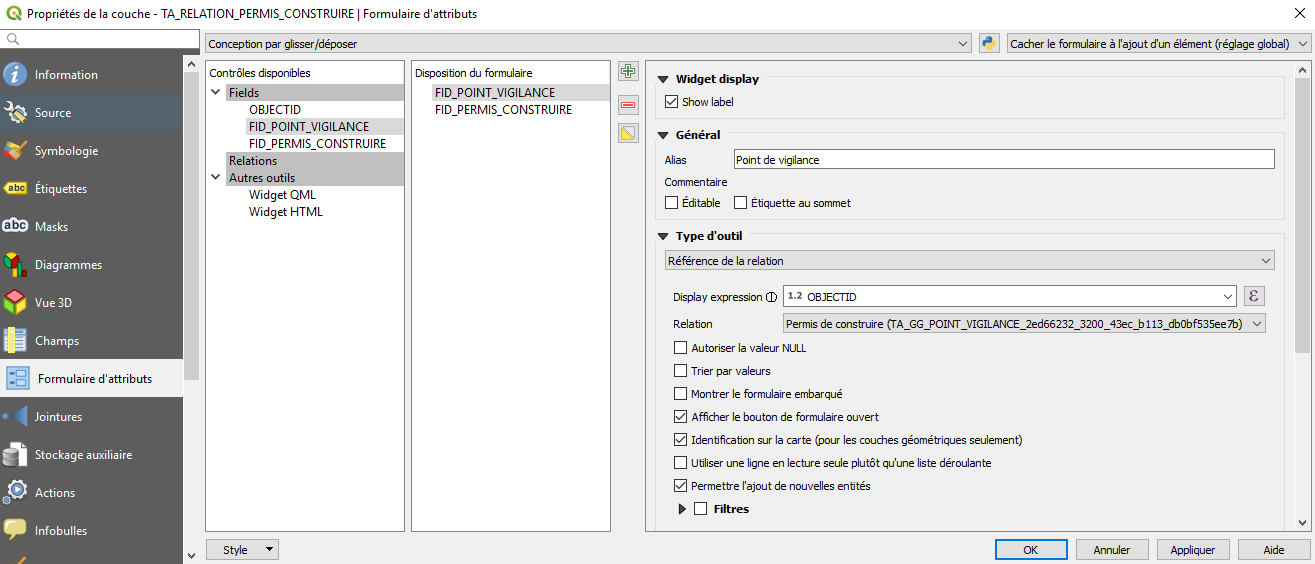 Propriétés de la couche - TA_RELATION_PERMIS_CONSTRUIRE | Formulaire d'attributs
Conception par glisser/déposer
Cacher le formulaire à l'ajout d'un élément (réglage global)
Information
Source
Symbologie
abc Étiquettes
abc Masks
Diagrammes
Vue 3D
Champs
Formulaire d'attributs
Jointures
Stockage auxiliaire
Actions
Infobulles
Contrôles disponibles
Fields
OBJECTID
FID_POINT_VIGILANCE
FID_PERMIS_CONSTRUIRE
Relations
Autres outils
Widget QML
Widget HTML
Disposition du formulaire
FID_POINT_VIGILANCE
FID_PERMIS_CONSTRUIRE
Widget display
Show label
Général
Alias Point de vigilance
Commentaire
Éditable Étiquette au sommet
Type d'outil
Référence de la relation
Display expression 1.2 OBJECTID ε
Relation Permis de construire (TA_GG_POINT_VIGILANCE_2ed66232_3200_43ec_b113_db0bf535ee7b)
Autoriser la valeur NULL
Trier par valeurs
Montrer le formulaire embarqué
Afficher le bouton de formulaire ouvert
Identification sur la carte (pour les couches géométriques seulement)
Utiliser une ligne en lecture seule plutôt qu'une liste déroulante
Permettre l'ajout de nouvelles entités
Filtres
Style
OK Annuler Appliquer Aide